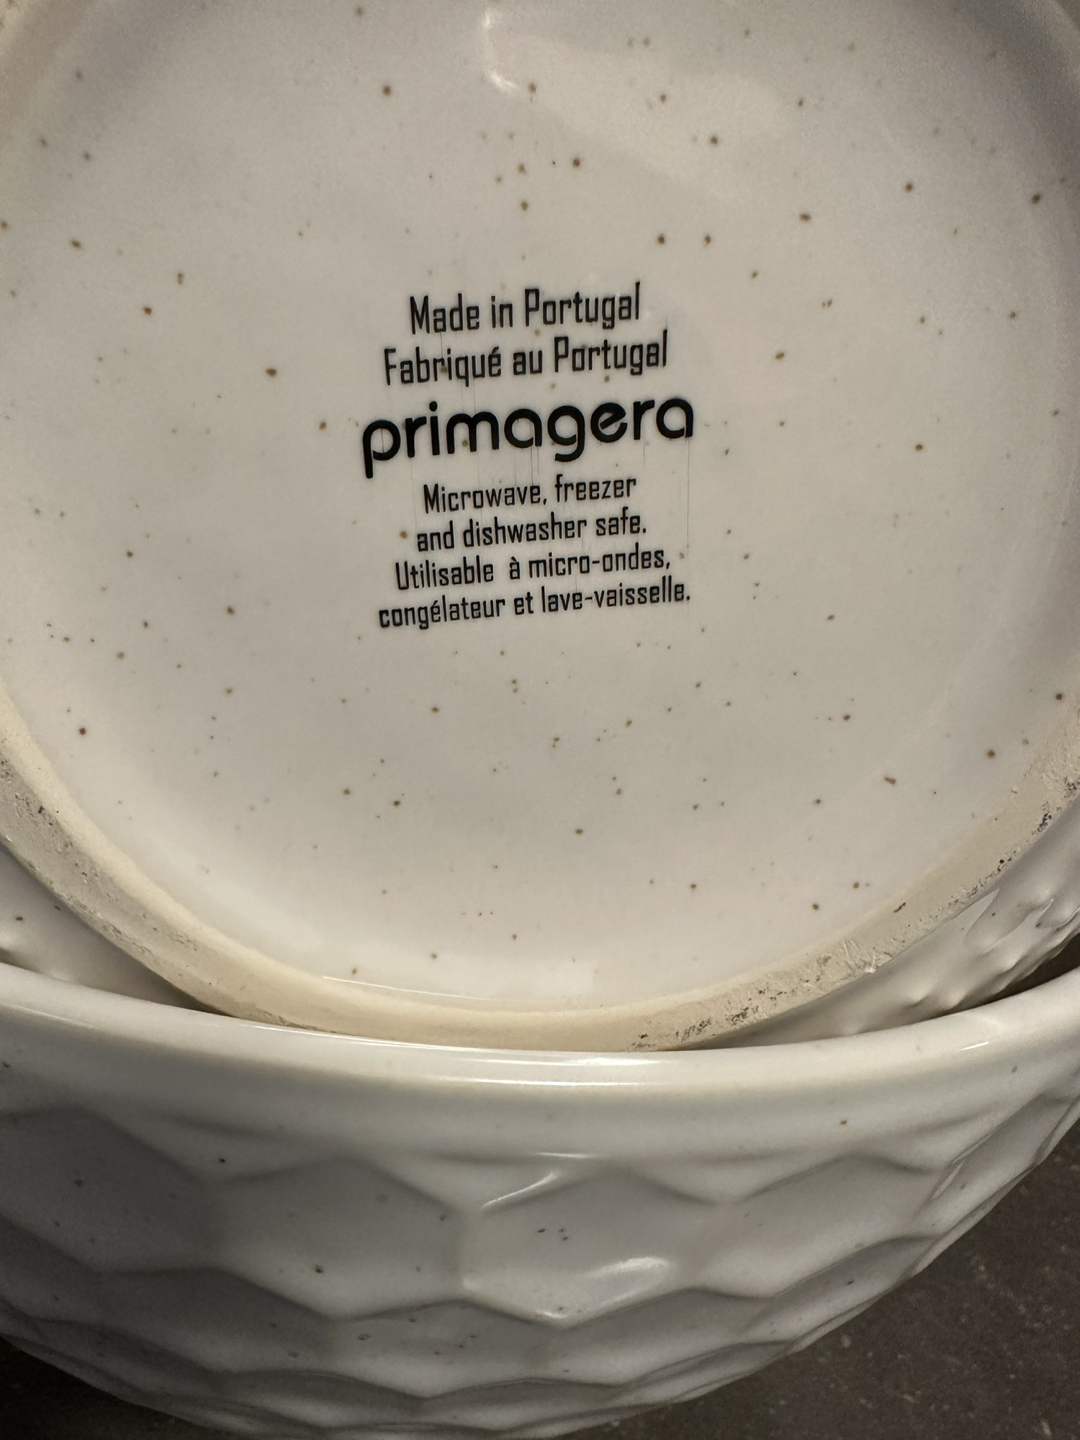 Made in Portugal
Fabriqué au Portugal
primagera
Microwave, freezer
and dishwasher safe.
Utilisable à micro-ondes,
congélateur et lave-vaisselle.